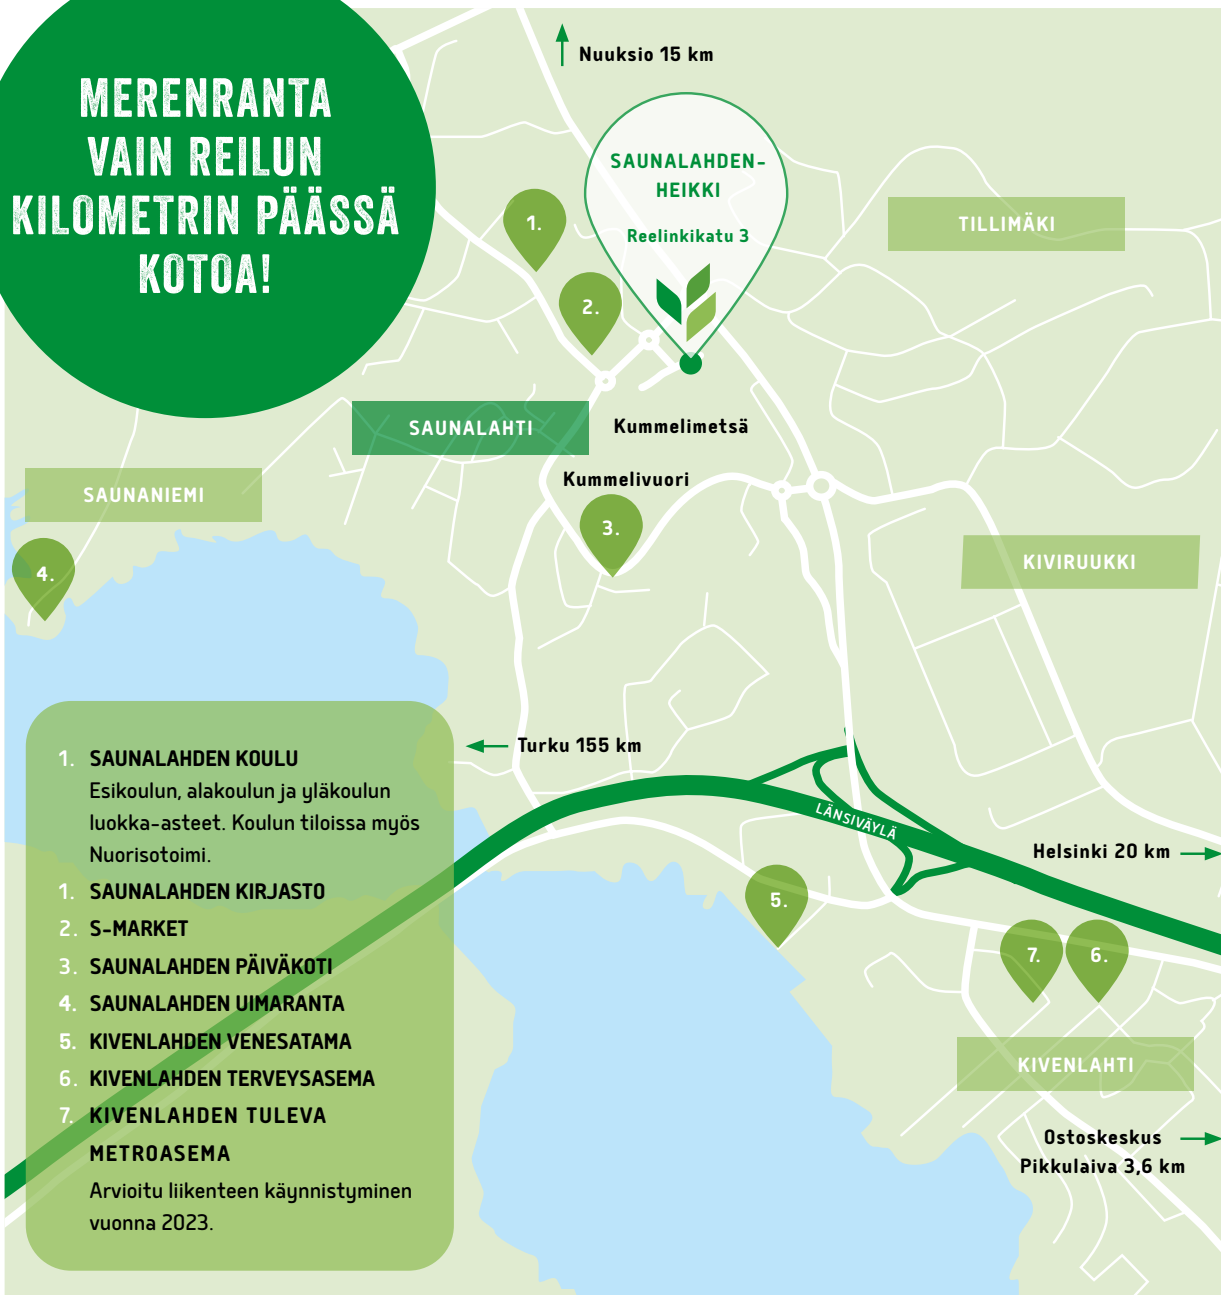 MERENRANTA
VAIN REILUN
KILOMETRIN PÄÄSSÄ
KOTOA!
Nuuksio 15 km
SAUNALAHDEN-
HEIKKI
Reelinkikatu 3
1.
2.
TILLIMÄKI
SAUNALAHTI
Kummelimetsä
Kummelivuori
SAUNANIEMI
3.
4.
KIVIRUUKKI
Turku 155 km
LÄNSIVÄYLÄ
Helsinki 20 km
5.
7.
6.
KIVENLAHTI
Ostoskeskus
Pikkulaiva 3,6 km
1. SAUNALAHDEN KOULU
Esikoulun, alakoulun ja yläkoulun
luokka-asteet. Koulun tiloissa myös
Nuorisotoimi.
1. SAUNALAHDEN KIRJASTO
2. S-MARKET
3. SAUNALAHDEN PÄIVÄKOTI
4. SAUNALAHDEN UIMARANTA
5. KIVENLAHDEN VENESATAMA
6. KIVENLAHDEN TERVEYSASEMA
7. KIVENLAHDEN TULEVA
METROASEMA
Arvioitu liikenteen käynnistyminen
vuonna 2023.